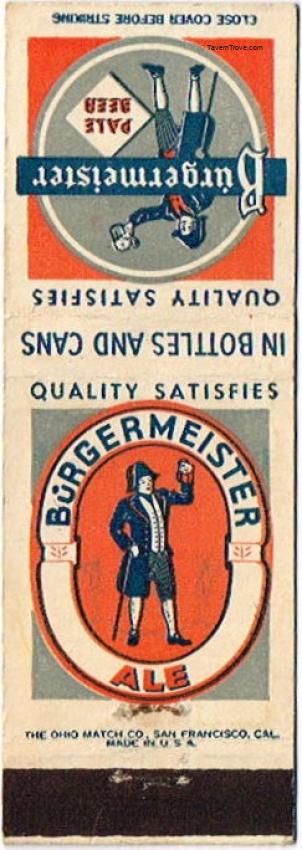 CLOSE COVER BEFORE STRIKING
TavernTrove.com
PALE
BEER
Bürgermeister
QUALITY SATISFIES
IN BOTTLES AND CANS
QUALITY SATISFIES
BÜRGERMEISTER
ALE
THE OHIO MATCH CO., SAN FRANCISCO, CAL.
MADE IN U. S. A.